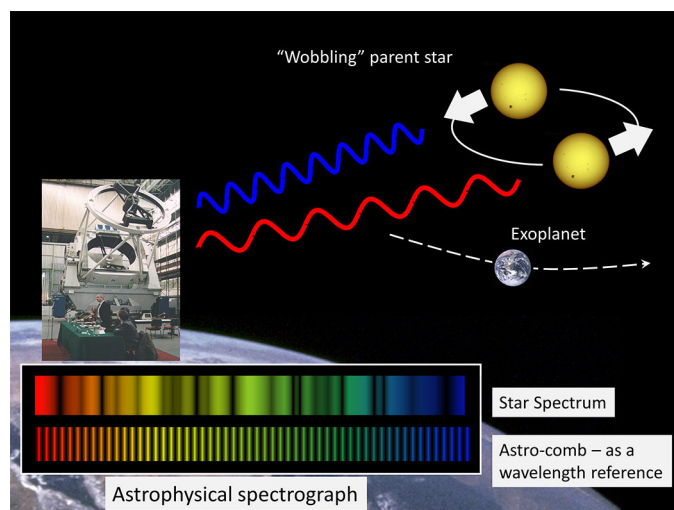 “Wobbling” parent star
Exoplanet
Star Spectrum
Astro-comb – as a
wavelength reference
Astrophysical spectrograph